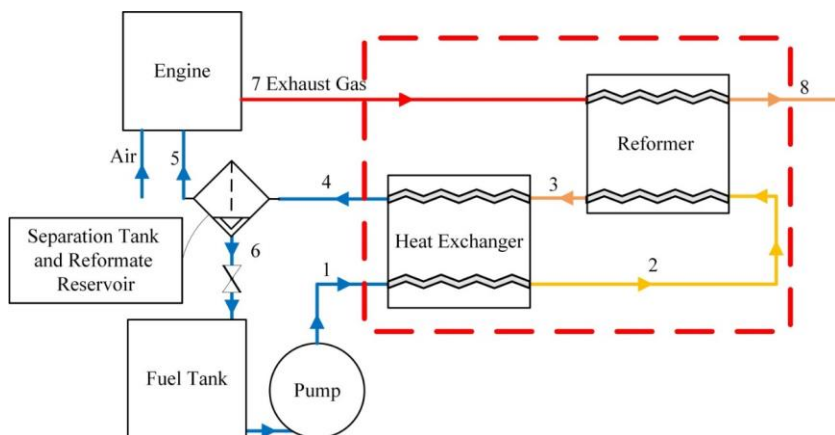 Engine
7 Exhaust Gas
8
Reformer
Air
5
4
3
Separation Tank
and Reformate
Reservoir
6
Heat Exchanger
1
2
Fuel Tank
Pump